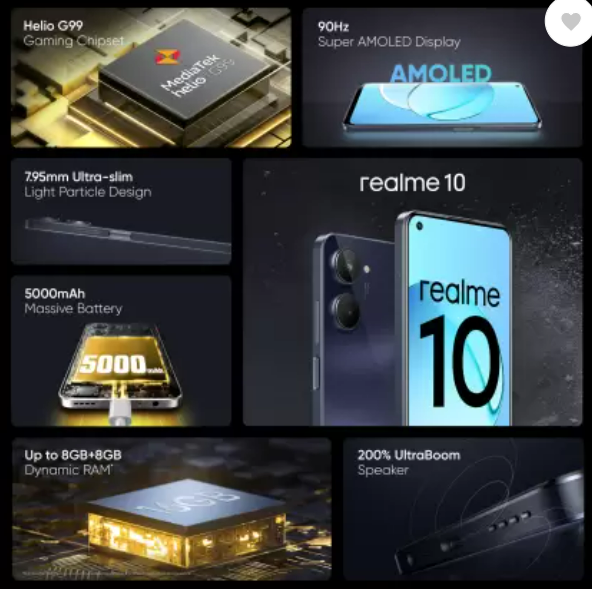 Helio G99
Gaming Chipset
MediaTek
helio G99
90Hz
Super AMOLED Display
AMOLED
7.95mm Ultra-slim
Light Particle Design
realme 10
realme
10
5000mAh
Massive Battery
5000mAh
Up to 8GB+8GB
Dynamic RAM*
16GB
200% UltraBoom
Speaker